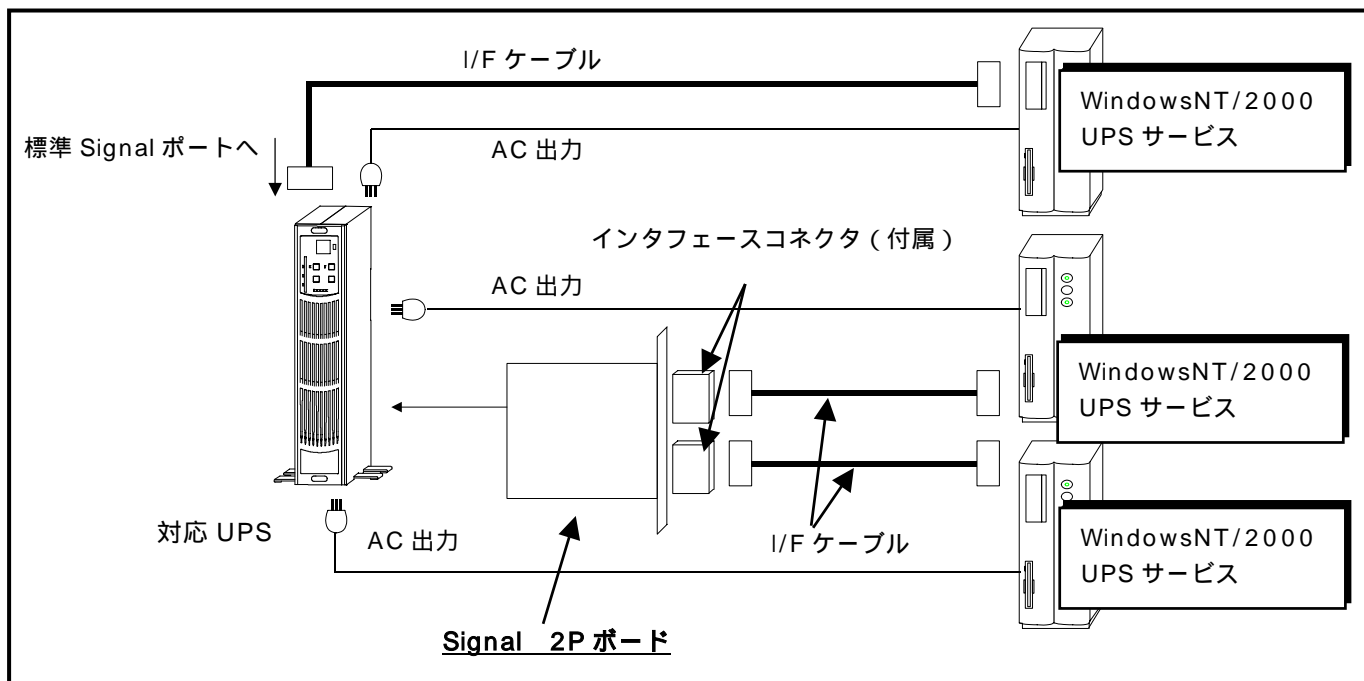 I/F ケーブル
WindowsNT/2000
UPS サービス
標準 Signal ポートへ
AC 出力
インタフェースコネクタ（付属）
AC 出力
WindowsNT/2000
UPS サービス
対応 UPS
AC 出力
I/F ケーブル
WindowsNT/2000
UPS サービス
Signal　2P ボード